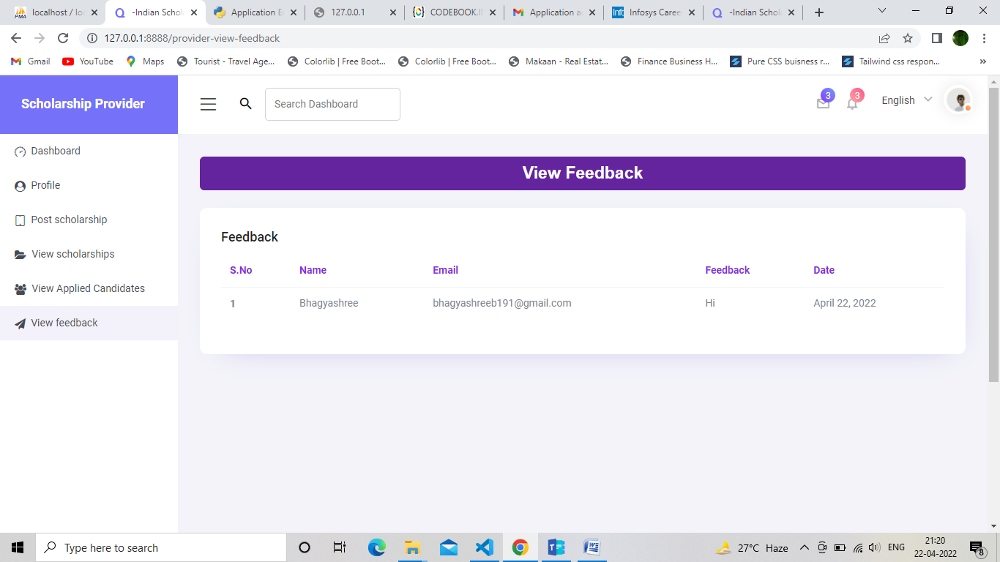 localhost / loc
-Indian Schol
Application E
127.0.0.1
CODEBOOK.I
Application a
Infosys Caree
-Indian Schol
127.0.0.1:8888/provider-view-feedback
Gmail
YouTube
Maps
Tourist - Travel Age...
Colorlib | Free Boot...
Colorlib | Free Boot...
Makaan - Real Estat...
Finance Business H...
Pure CSS buisness r...
Tailwind css respon...
»
Scholarship Provider
Search Dashboard
3
3
English
Dashboard
Profile
Post scholarship
View scholarships
View Applied Candidates
View feedback
View Feedback
Feedback
S.No Name Email Feedback Date
1 Bhagyashree bhagyashreeb191@gmail.com Hi April 22, 2022
Type here to search
27°C Haze
ENG
21:20
22-04-2022
8